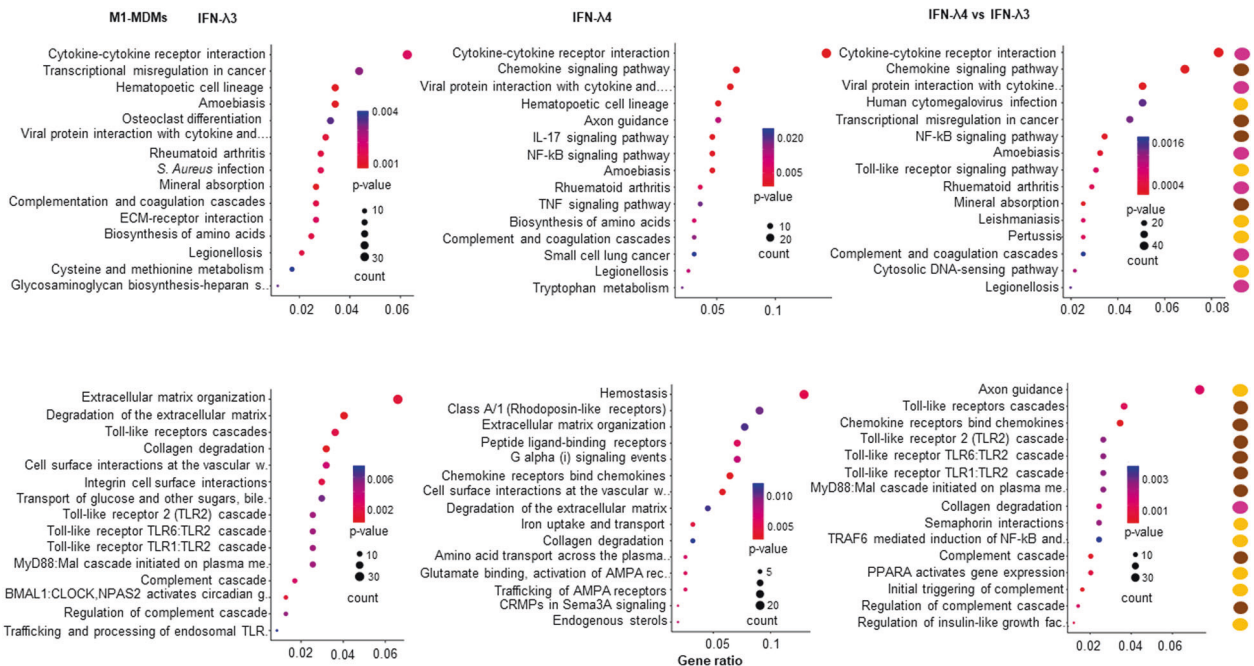 M1-MDMs IFN-λ3
Cytokine-cytokine receptor interaction
Transcriptional misregulation in cancer
Hematopoetic cell lineage
Amoebiasis
Osteoclast differentiation
Viral protein interaction with cytokine and...
Rheumatoid arthritis
S. Aureus infection
Mineral absorption
Complementation and coagulation cascades
ECM-receptor interaction
Biosynthesis of amino acids
Legionellosis
Cysteine and methionine metabolism
Glycosaminoglycan biosynthesis-heparan s..
0.004
0.001
p-value
10
30
count
0.02 0.04 0.06
IFN-λ4
Cytokine-cytokine receptor interaction
Chemokine signaling pathway
Viral protein interaction with cytokine and.....
Hematopoetic cell lineage
Axon guidance
IL-17 signaling pathway
NF-kB signaling pathway
Amoebiasis
Rhuematoid arthritis
TNF signaling pathway
Biosynthesis of amino acids
Complement and coagulation cascades
Small cell lung cancer
Legionellosis
Tryptophan metabolism
0.020
0.005
p-value
10
20
count
0.05 0.1
IFN-λ4 vs IFN-λ3
Cytokine-cytokine receptor interaction
Chemokine signaling pathway
Viral protein interaction with cytokine..
Human cytomegalovirus infection
Transcriptional misregulation in cancer
NF-kB signaling pathway
Amoebiasis
Toll-like receptor signaling pathway
Rhuematoid arthritis
Mineral absorption
Leishmaniasis
Pertussis
Complement and coagulation cascades
Cytosolic DNA-sensing pathway
Legionellosis
0.0016
0.0004
p-value
20
40
count
0.02 0.04 0.06 0.08
Extracellular matrix organization
Degradation of the extracellular matrix
Toll-like receptors cascades
Collagen degradation
Cell surface interactions at the vascular w.
Integrin cell surface interactions
Transport of glucose and other sugars, bile.
Toll-like receptor 2 (TLR2) cascade
Toll-like receptor TLR6:TLR2 cascade
Toll-like receptor TLR1:TLR2 cascade
MyD88:Mal cascade initiated on plasma me.
Complement cascade
BMAL1:CLOCK,NPAS2 activates circadian g.
Regulation of complement cascade
Trafficking and processing of endosomal TLR.
0.006
0.002
p-value
10
30
count
0.02 0.04 0.06
Hemostasis
Class A/1 (Rhodoposin-like receptors)
Extracellular matrix organization
Peptide ligand-binding receptors
G alpha (i) signaling events
Chemokine receptors bind chemokines
Cell surface interactions at the vascular w..
Degradation of the extracellular matrix
Iron uptake and transport
Collagen degradation
Amino acid transport across the plasma..
Glutamate binding, activation of AMPA rec.
Trafficking of AMPA receptors
CRMPs in Sema3A signaling
Endogenous sterols
0.010
0.005
p-value
5
20
count
0.05 0.1
Gene ratio
Axon guidance
Toll-like receptors cascades
Chemokine receptors bind chemokines
Toll-like receptor 2 (TLR2) cascade
Toll-like receptor TLR6:TLR2 cascade
Toll-like receptor TLR1:TLR2 cascade
MyD88:Mal cascade initiated on plasma me..
Collagen degradation
Semaphorin interactions
TRAF6 mediated induction of NF-kB and.
Complement cascade
PPARA activates gene expression
Initial triggering of complement
Regulation of complement cascade
Regulation of insulin-like growth fac.
0.003
0.001
p-value
10
30
count
0.02 0.04 0.06